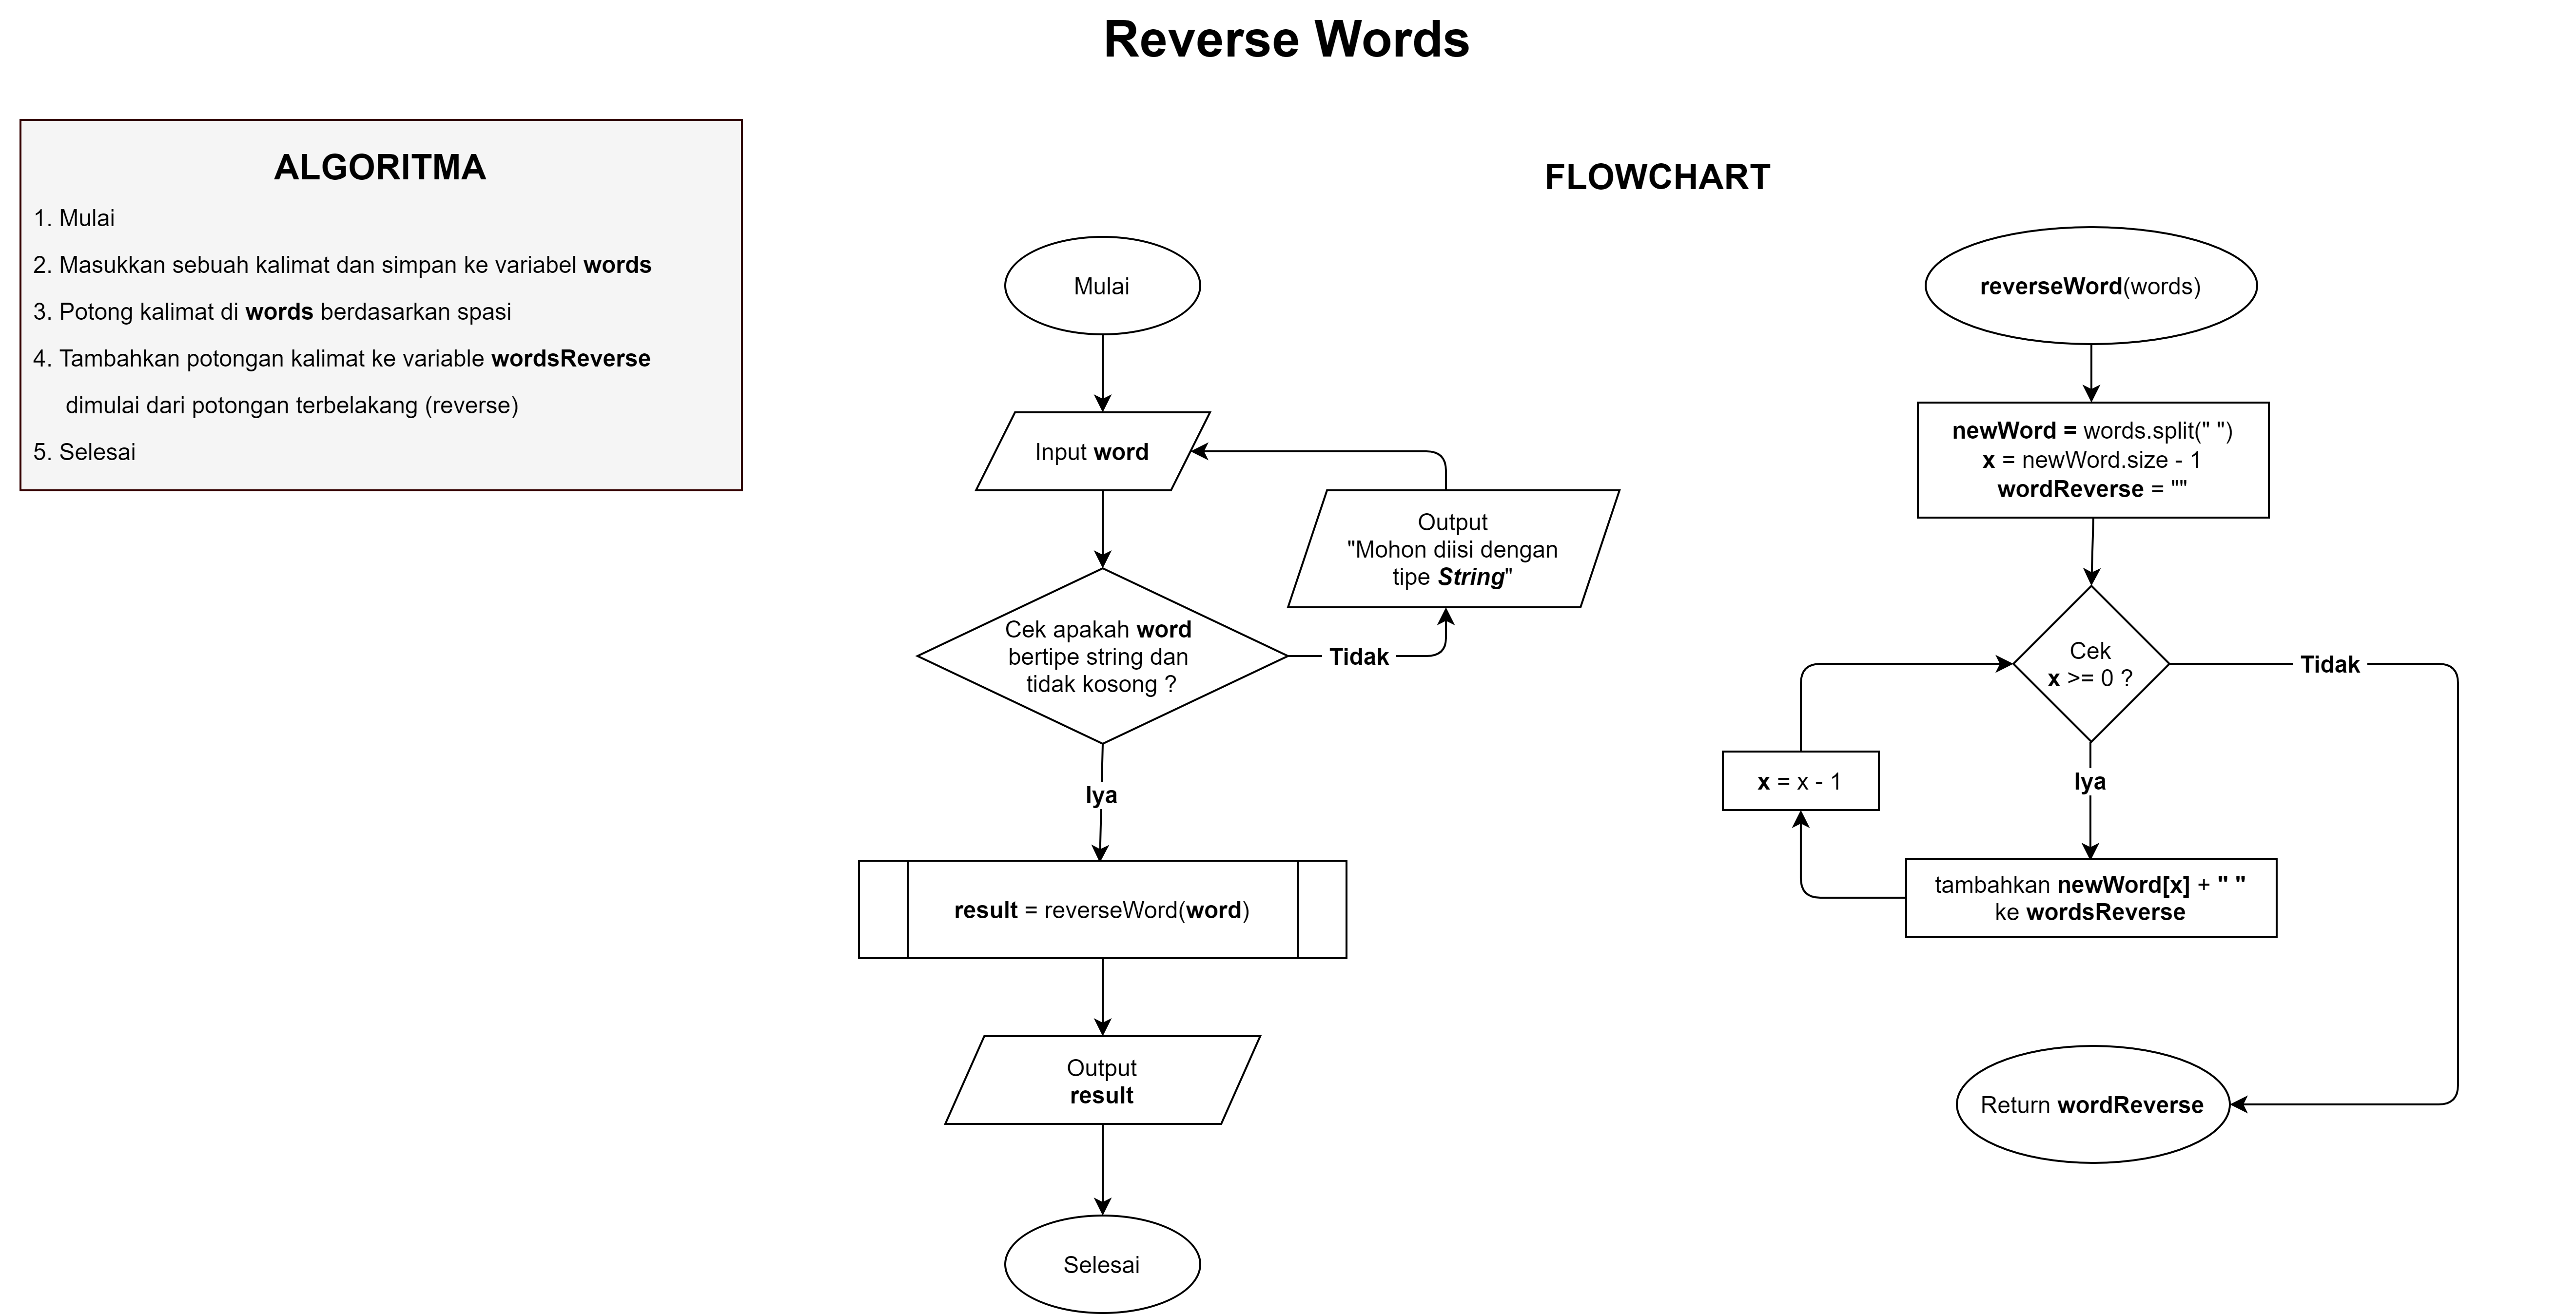 Reverse Words
ALGORITMA
1. Mulai
2. Masukkan sebuah kalimat dan simpan ke variabel words
3. Potong kalimat di words berdasarkan spasi
4. Tambahkan potongan kalimat ke variable wordsReverse
dimulai dari potongan terbelakang (reverse)
5. Selesai
FLOWCHART
Mulai
Input word
Output
"Mohon diisi dengan
tipe String"
Cek apakah word
bertipe string dan
tidak kosong ?
Tidak
Iya
result = reverseWord(word)
Output
result
Selesai
reverseWord(words)
newWord = words.split(" ")
x = newWord.size - 1
wordReverse = ""
Cek
x >= 0 ?
Tidak
Iya
x = x - 1
tambahkan newWord[x] + " "
ke wordsReverse
Return wordReverse